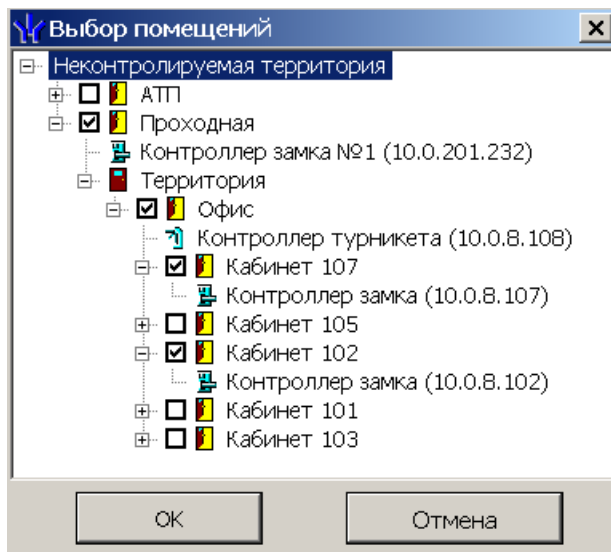 Выбор помещений
Неконтролируемая территория
АТП
Проходная
Контроллер замка №1 (10.0.201.232)
Территория
Офис
Контроллер турникета (10.0.8.108)
Кабинет 107
Контроллер замка (10.0.8.107)
Кабинет 105
Кабинет 102
Контроллер замка (10.0.8.102)
Кабинет 101
Кабинет 103
ОК Отмена